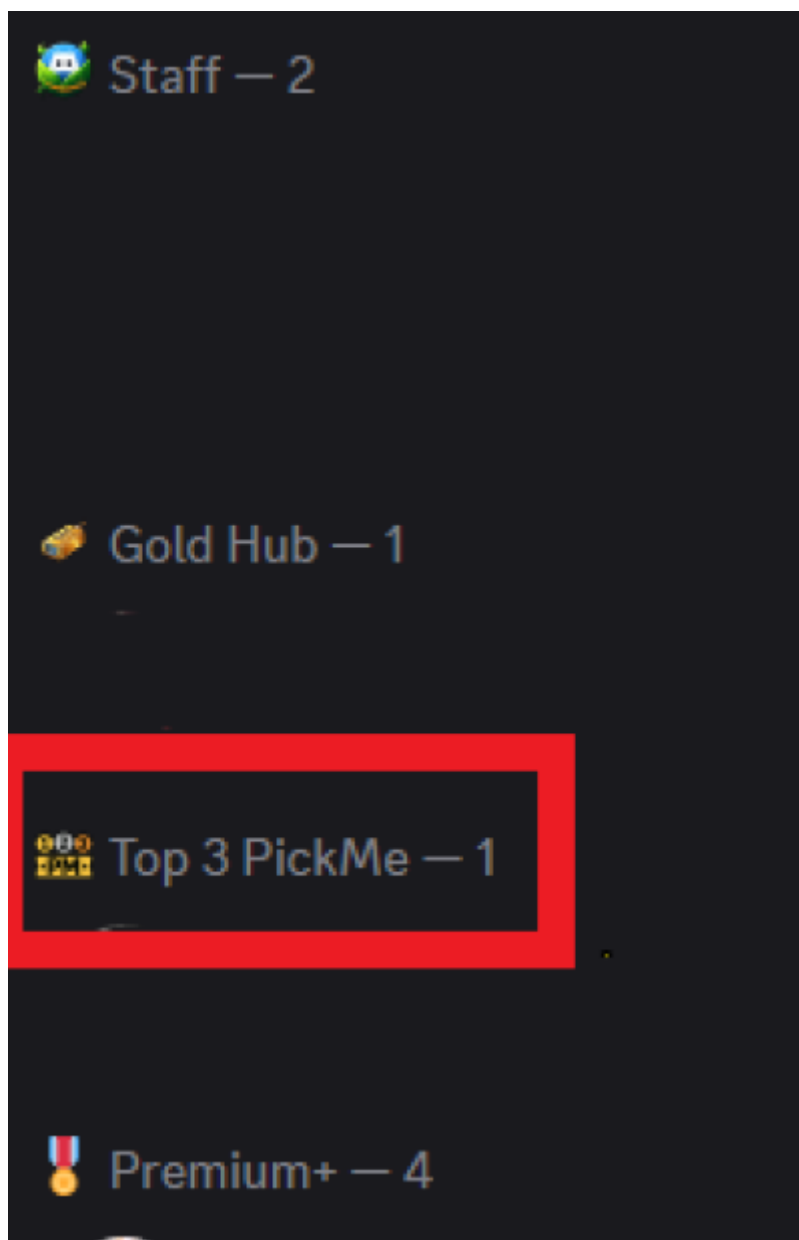 Staff — 2
Gold Hub — 1
Top 3 PickMe — 1
Premium+ — 4